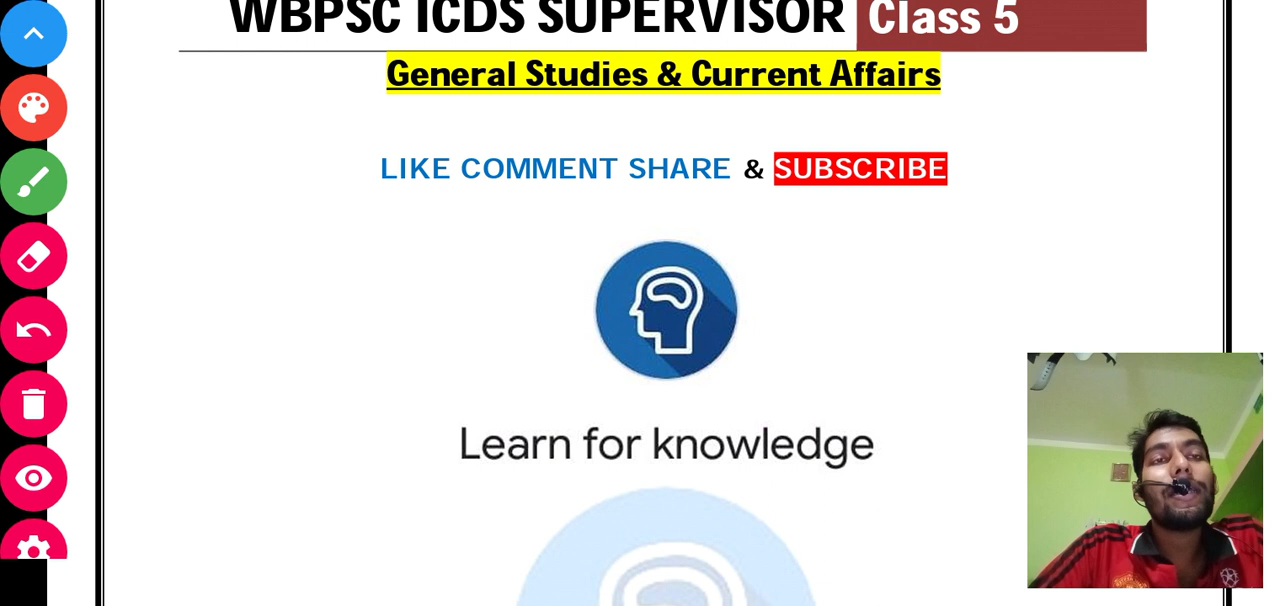 WBPSC ICDS SUPERVISOR Class 5
General Studies & Current Affairs
LIKE COMMENT SHARE & SUBSCRIBE
Learn for knowledge